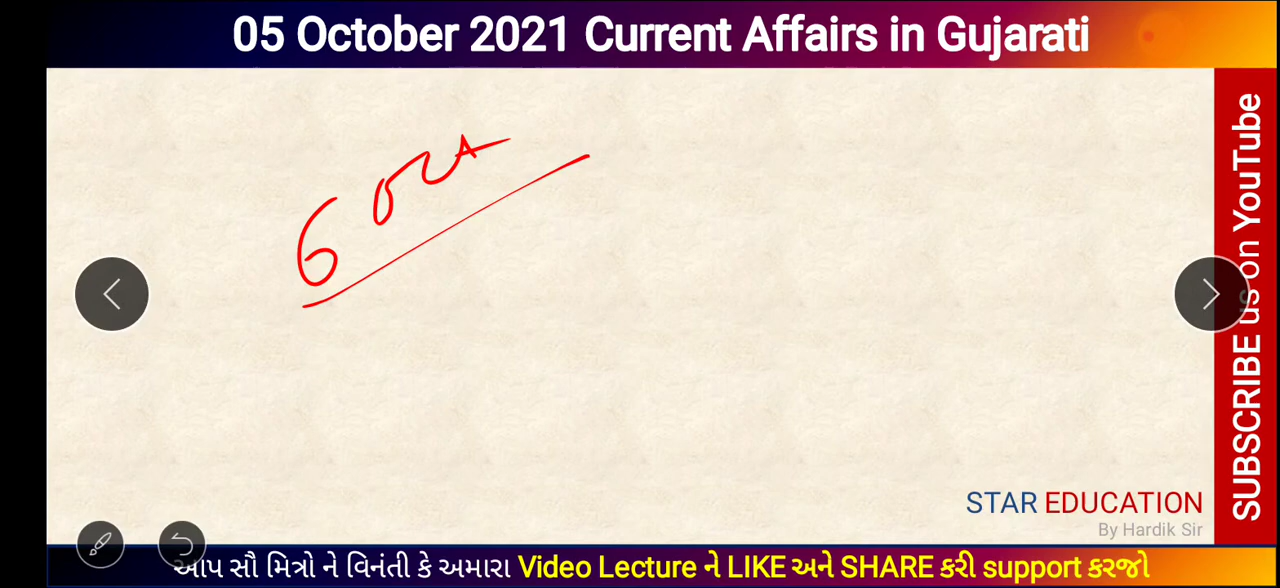 05 October 2021 Current Affairs in Gujarati
6 oct
SUBSCRIBE us on YouTube
STAR EDUCATION
By Hardik Sir
આપ સૌ મિત્રો ને વિનંતી કે અમારા Video Lecture ને LIKE અને SHARE કરી support કરજો